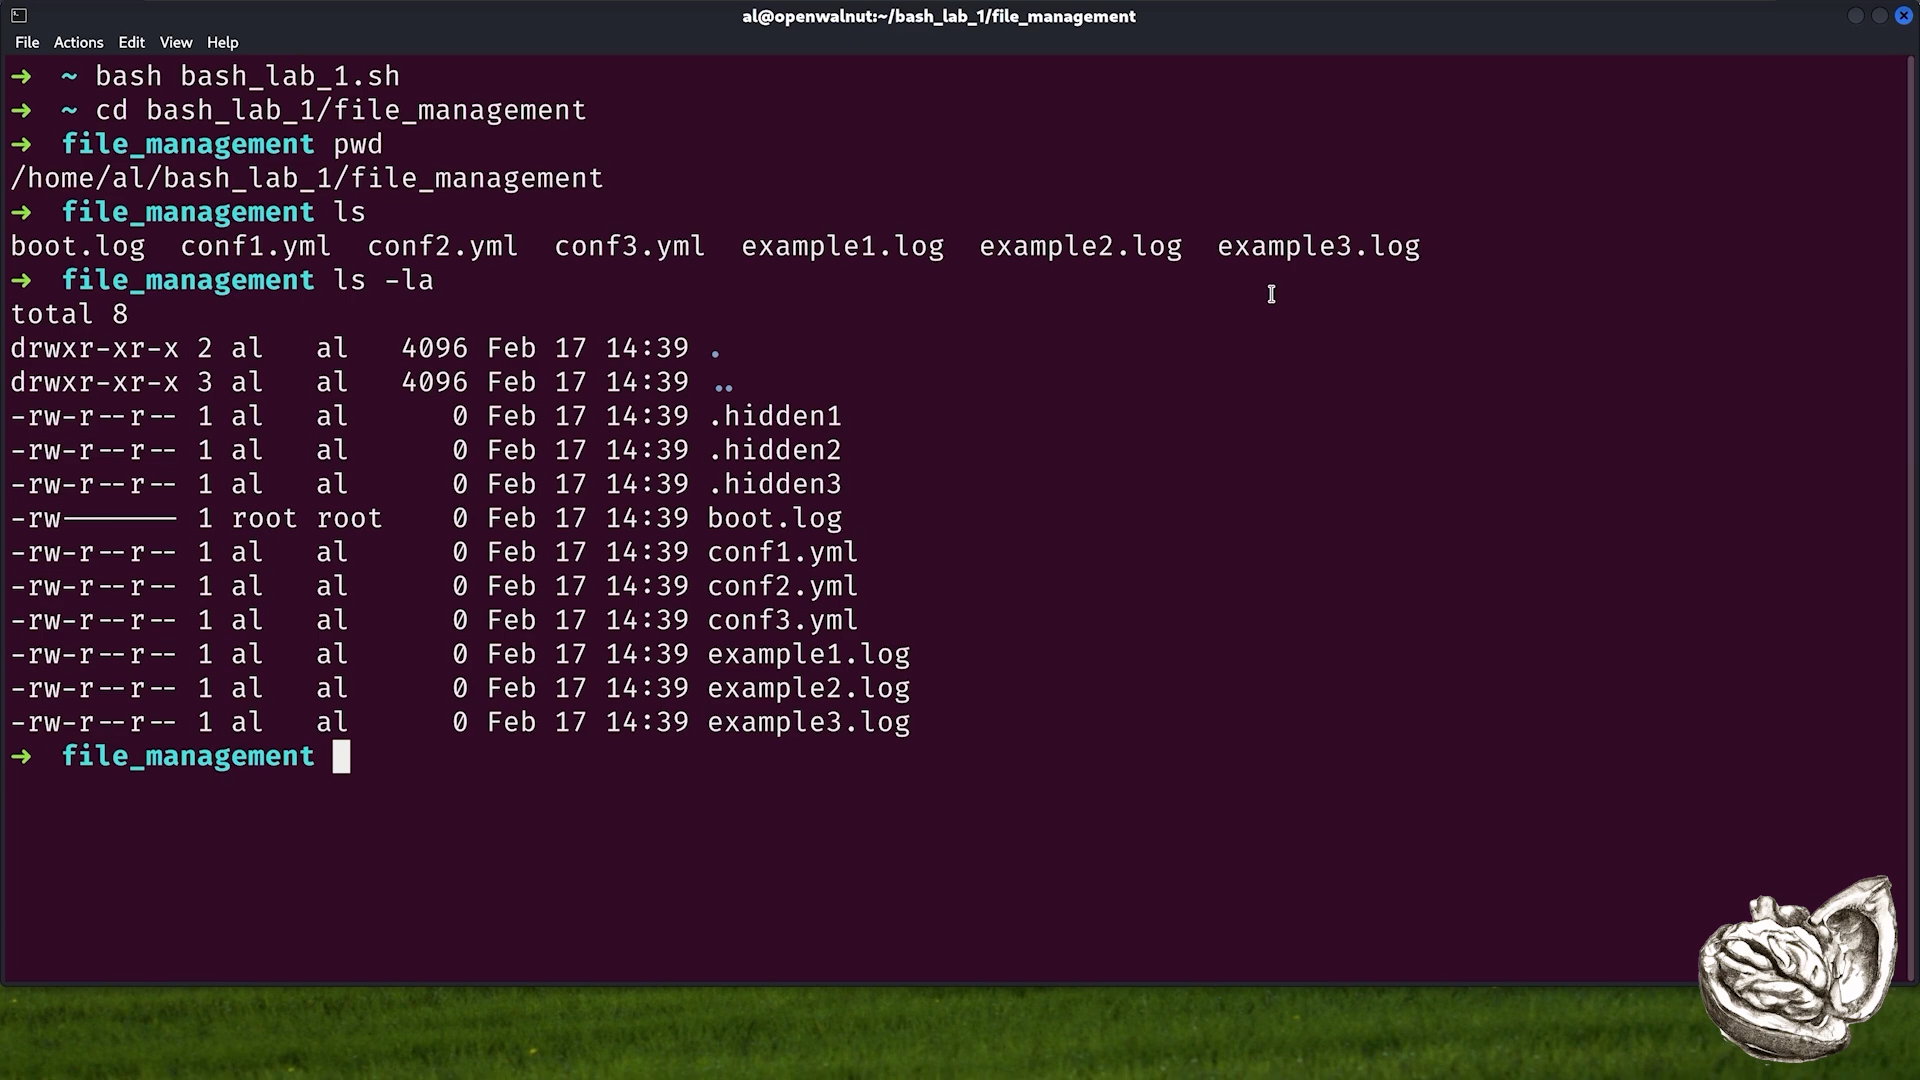 al@openwalnut:~/bash_lab_1/file_management
File Actions Edit View Help
➜ ~ bash bash_lab_1.sh
➜ ~ cd bash_lab_1/file_management
➜ file_management pwd
/home/al/bash_lab_1/file_management
➜ file_management ls
boot.log conf1.yml conf2.yml conf3.yml example1.log example2.log example3.log
➜ file_management ls -la
total 8
drwxr-xr-x 2 al al 4096 Feb 17 14:39 .
drwxr-xr-x 3 al al 4096 Feb 17 14:39 ..
-rw-r--r-- 1 al al 0 Feb 17 14:39 .hidden1
-rw-r--r-- 1 al al 0 Feb 17 14:39 .hidden2
-rw-r--r-- 1 al al 0 Feb 17 14:39 .hidden3
-rw------- 1 root root 0 Feb 17 14:39 boot.log
-rw-r--r-- 1 al al 0 Feb 17 14:39 conf1.yml
-rw-r--r-- 1 al al 0 Feb 17 14:39 conf2.yml
-rw-r--r-- 1 al al 0 Feb 17 14:39 conf3.yml
-rw-r--r-- 1 al al 0 Feb 17 14:39 example1.log
-rw-r--r-- 1 al al 0 Feb 17 14:39 example2.log
-rw-r--r-- 1 al al 0 Feb 17 14:39 example3.log
➜ file_management